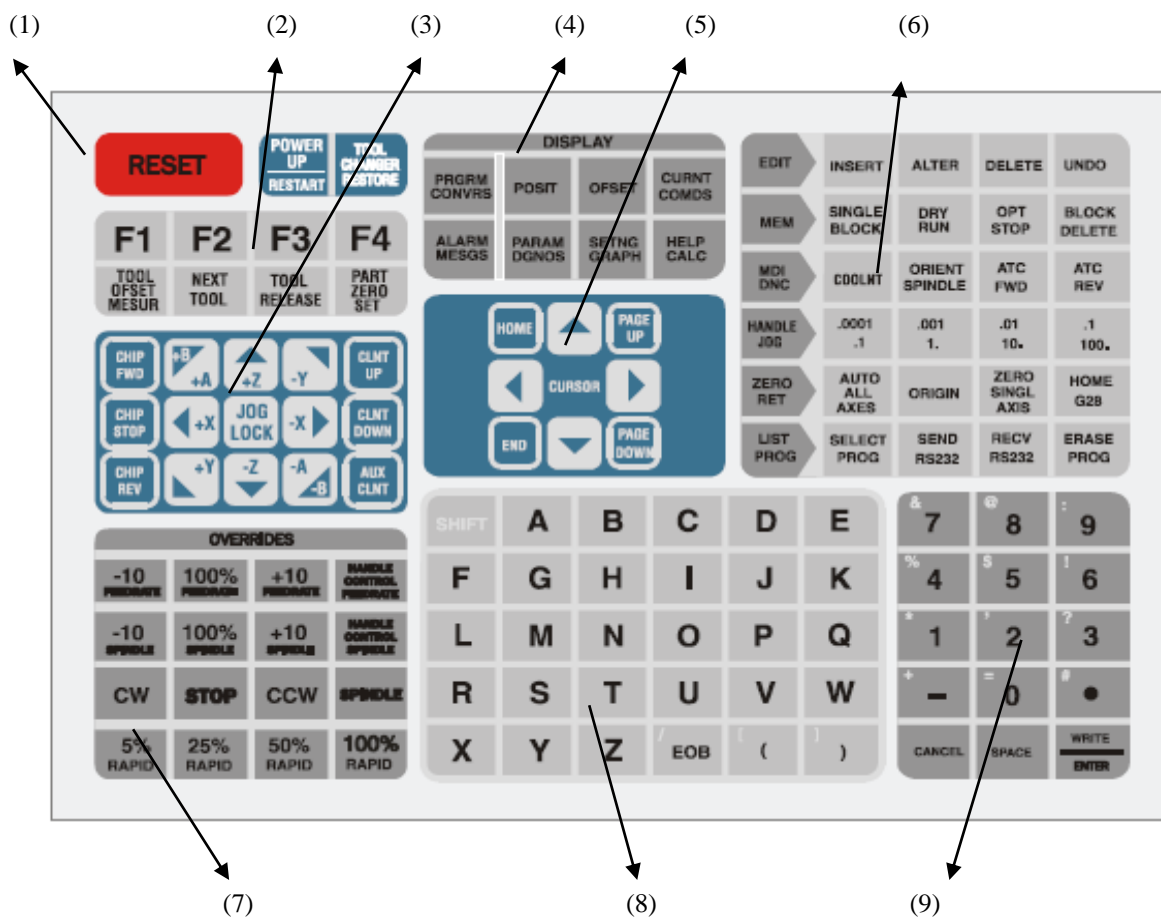 (1) (2) (3) (4) (5) (6)
RESET
POWER UP RESTART
TOOL CHANGER RESTORE
F1 F2 F3 F4
TOOL OFSET MESUR
NEXT TOOL
TOOL RELEASE
PART ZERO SET
DISPLAY
PRGRM CONVRS
POSIT
OFSET
CURNT COMDS
ALARM MESGS
PARAM DGNOS
SETNG GRAPH
HELP CALC
EDIT INSERT ALTER DELETE UNDO
MEM
SINGLE BLOCK
DRY RUN
OPT STOP
BLOCK DELETE
MDI DNC
COOLNT
ORIENT SPINDLE
ATC FWD
ATC REV
HANDLE JOG
.0001 .1
.001 1.
.01 10.
.1 100.
ZERO RET
AUTO ALL AXES
ORIGIN
ZERO SINGL AXIS
HOME G28
LIST PROG
SELECT PROG
SEND RS232
RECV RS232
ERASE PROG
CHIP FWD
+B +A
+Z
-Y
CLNT UP
CHIP STOP
+X
JOG LOCK
-X
CLNT DOWN
CHIP REV
+Y
-Z
-A -B
AUX CLNT
HOME
PAGE UP
CURSOR
END
PAGE DOWN
OVERRIDES
-10 FEEDRATE
100% FEEDRATE
+10 FEEDRATE
HANDLE CONTROL FEEDRATE
-10 SPINDLE
100% SPINDLE
+10 SPINDLE
HANDLE CONTROL SPINDLE
CW STOP CCW SPINDLE
5% RAPID
25% RAPID
50% RAPID
100% RAPID
SHIFT A B C D E
F G H I J K
L M N O P Q
R S T U V W
X Y Z / EOB [ ( ] )
& 7 @ 8 : 9
% 4 $ 5 ! 6
* 1 ' 2 ? 3
+ - = 0 # •
CANCEL SPACE WRITE ENTER
(7) (8) (9)